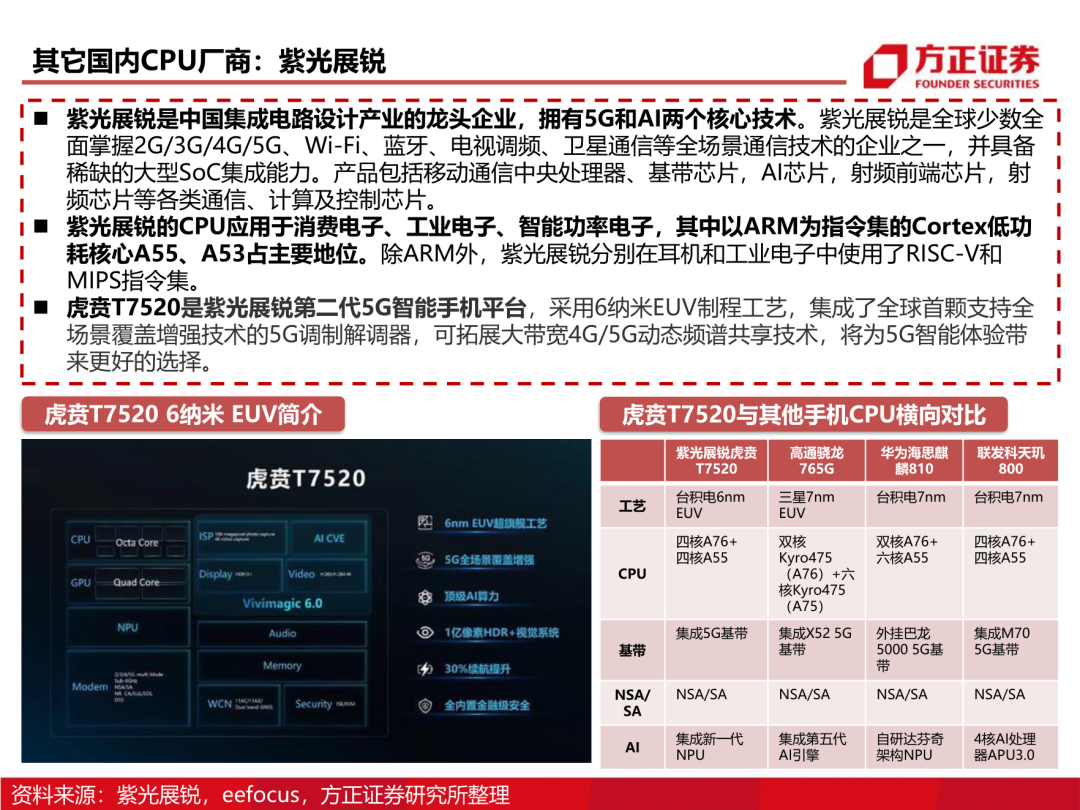 其它国内CPU厂商：紫光展锐
方正证券
FOUNDER SECURITIES
■ 紫光展锐是中国集成电路设计产业的龙头企业，拥有5G和AI两个核心技术。紫光展锐是全球少数全
面掌握2G/3G/4G/5G、Wi-Fi、蓝牙、电视调频、卫星通信等全场景通信技术的企业之一，并具备
稀缺的大型SoC集成能力。产品包括移动通信中央处理器、基带芯片，AI芯片，射频前端芯片，射
频芯片等各类通信、计算及控制芯片。
■ 紫光展锐的CPU应用于消费电子、工业电子、智能功率电子，其中以ARM为指令集的Cortex低功
耗核心A55、A53占主要地位。除ARM外，紫光展锐分别在耳机和工业电子中使用了RISC-V和
MIPS指令集。
■ 虎贲T7520是紫光展锐第二代5G智能手机平台，采用6纳米EUV制程工艺，集成了全球首颗支持全
场景覆盖增强技术的5G调制解调器，可拓展大带宽4G/5G动态频谱共享技术，将为5G智能体验带
来更好的选择。
虎贲T7520 6纳米 EUV简介
虎贲T7520
CPU Octa Core
GPU Quad Core
NPU
Modem
2/3/4/5G multi Mode
Sub-6GHz
NSA/SA
NR CA/SUL/SDL
DSS
ISP
100-megapixel photo capture
4K video capture
AI CVE
Display HDR10+
Video H.265/H.264 4K
Vivimagic 6.0
Audio
Memory
WCN
11AC/11AX/
Dual band GNSS
Security
6nm EUV超旗舰工艺
5G全场景覆盖增强
顶级AI算力
1亿像素HDR+视觉系统
30%续航提升
全内置金融级安全
虎贲T7520与其他手机CPU横向对比
紫光展锐虎贲 高通骁龙 华为海思麒 联发科天玑
T7520 765G 麟810 800
工艺
台积电6nm 三星7nm 台积电7nm 台积电7nm
EUV EUV
CPU
四核A76+ 双核 双核A76+ 四核A76+
四核A55 Kyro475 六核A55 四核A55
（A76）+六
核Kyro475
（A75）
基带
集成5G基带 集成X52 5G 外挂巴龙 集成M70
基带 5000 5G基 5G基带
带
NSA/ NSA/SA NSA/SA NSA/SA NSA/SA
SA
AI
集成新一代 集成第五代 自研达芬奇 4核AI处理
NPU AI引擎 架构NPU 器APU3.0
资料来源：紫光展锐，eefocus，方正证券研究所整理